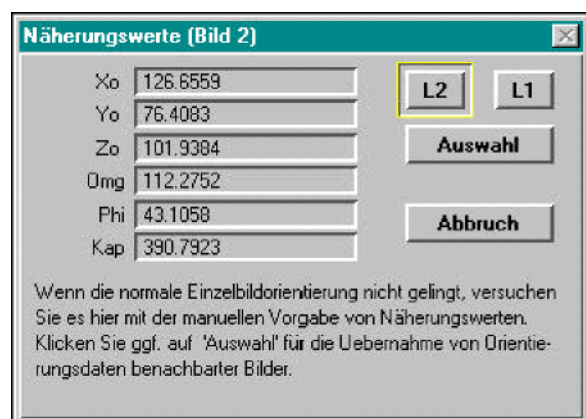 Näherungswerte (Bild 2)
Xo 126.6559
Yo 76.4083
Zo 101.9384
Omg 112.2752
Phi 43.1058
Kap 390.7923
L2 L1
Auswahl
Abbruch
Wenn die normale Einzelbildorientierung nicht gelingt, versuchen
Sie es hier mit der manuellen Vorgabe von Näherungswerten.
Klicken Sie ggf. auf 'Auswahl' für die Uebernahme von Orientie-
rungsdaten benachbarter Bilder.